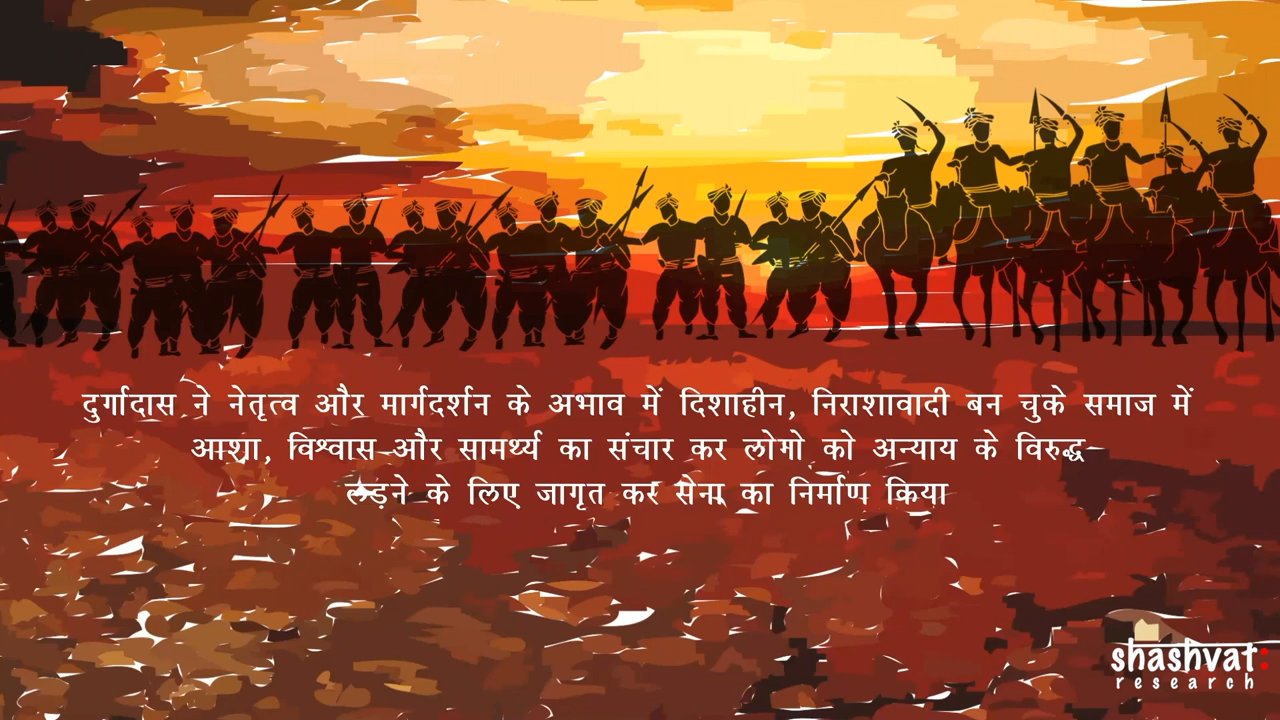 दुर्गादास ने नेतृत्व और मार्गदर्शन के अभाव में दिशाहीन, निराशावादी बन चुके समाज में
आशा, विश्वास और सामर्थ्य का संचार कर लोगो को अन्याय के विरुद्ध
लड़ने के लिए जागृत कर सेना का निर्माण किया
shashvat:
research